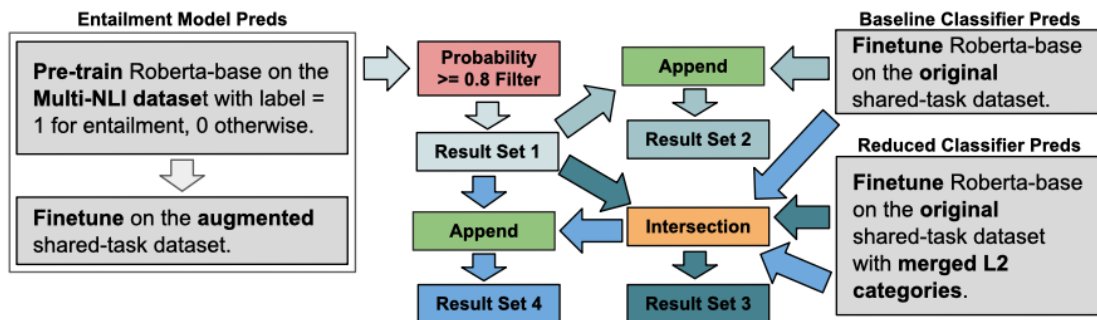 Entailment Model Preds
Pre-train Roberta-base on the
Multi-NLI dataset with label =
1 for entailment, 0 otherwise.
Finetune on the augmented
shared-task dataset.
Probability
>= 0.8 Filter
Result Set 1
Append
Result Set 4
Append
Result Set 2
Intersection
Result Set 3
Baseline Classifier Preds
Finetune Roberta-base
on the original
shared-task dataset.
Reduced Classifier Preds
Finetune Roberta-base
on the original
shared-task dataset
with merged L2
categories.